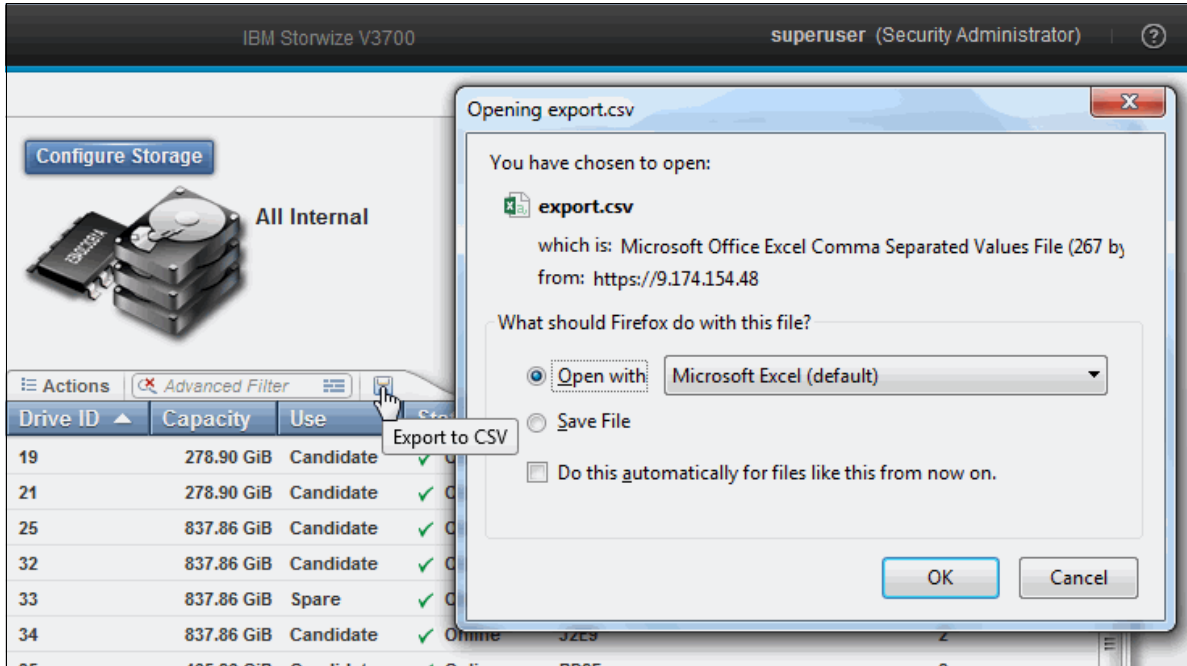 IBM Storwize V3700
superuser (Security Administrator)
Configure Storage
All Internal
Actions
Advanced Filter
Drive ID Capacity Use
Export to CSV
19 278.90 GiB Candidate
21 278.90 GiB Candidate
25 837.86 GiB Candidate
32 837.86 GiB Candidate
33 837.86 GiB Spare
34 837.86 GiB Candidate Online J2E9 2
Opening export.csv
You have chosen to open:
export.csv
which is: Microsoft Office Excel Comma Separated Values File (267 by
from: https://9.174.154.48
What should Firefox do with this file?
Open with Microsoft Excel (default)
Save File
Do this automatically for files like this from now on.
OK Cancel